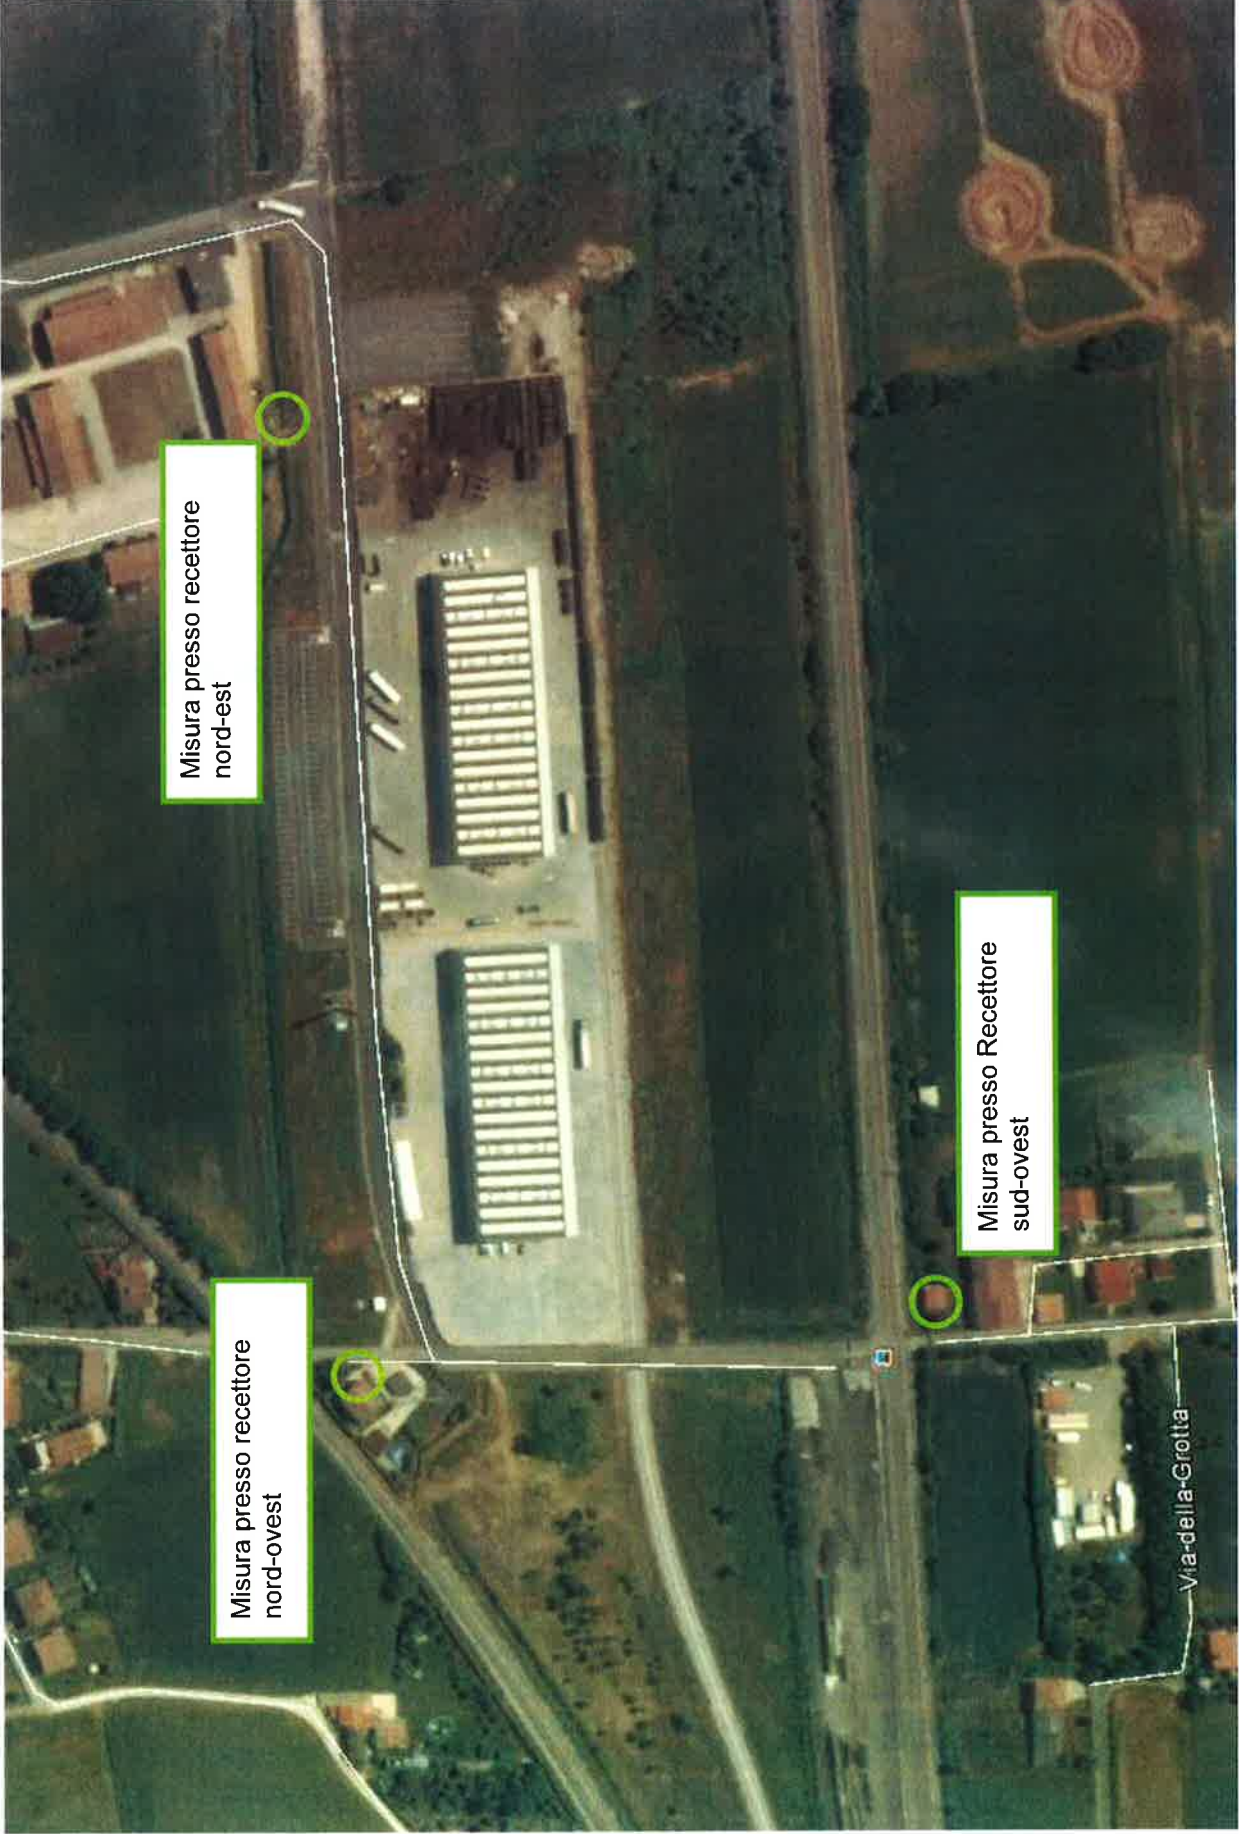 Misura presso recettore
nord-ovest
Misura presso recettore
nord-est
Misura presso Recettore
sud-ovest
Via della Grotta